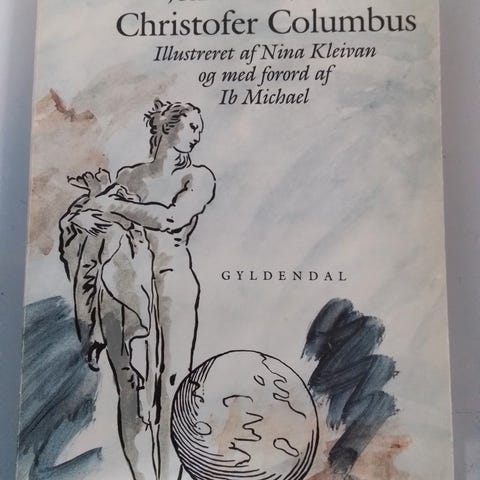 Christofer Columbus
Illustreret af Nina Kleivan
og med forord af
Ib Michael
GYLDENDAL